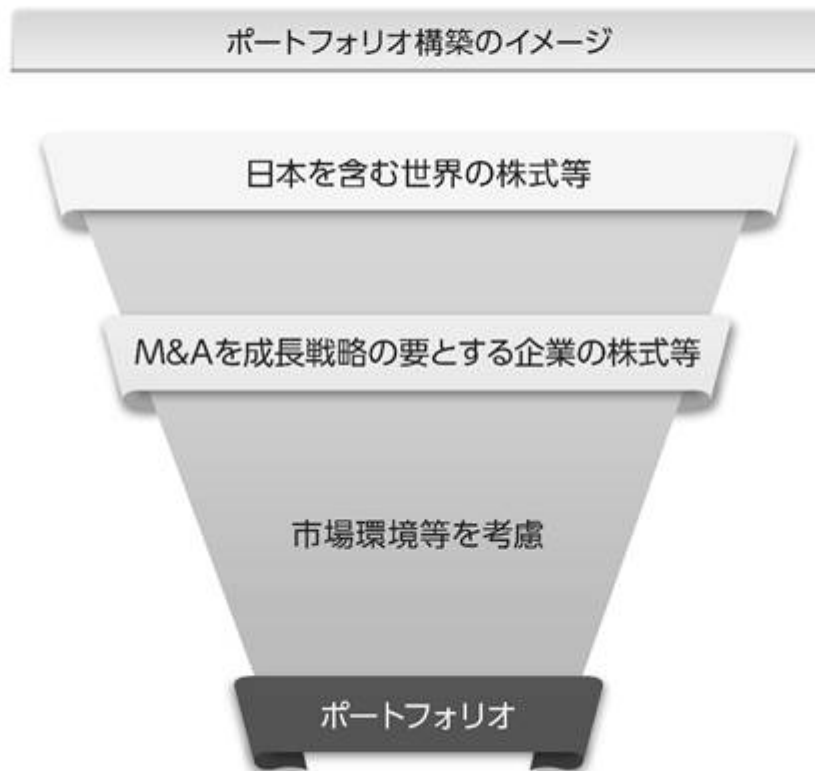 ポートフォリオ構築のイメージ
日本を含む世界の株式等
M&Aを成長戦略の要とする企業の株式等
市場環境等を考慮
ポートフォリオ